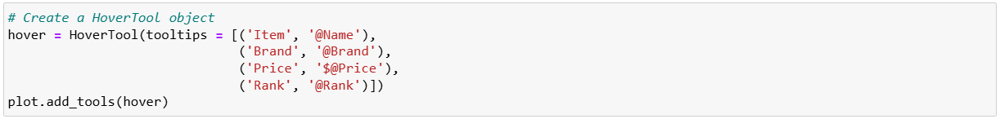 # Create a HoverTool object
hover = HoverTool(tooltips = [('Item', '@Name'),
                              ('Brand', '@Brand'),
                              ('Price', '$@Price'),
                              ('Rank', '@Rank')])
plot.add_tools(hover)